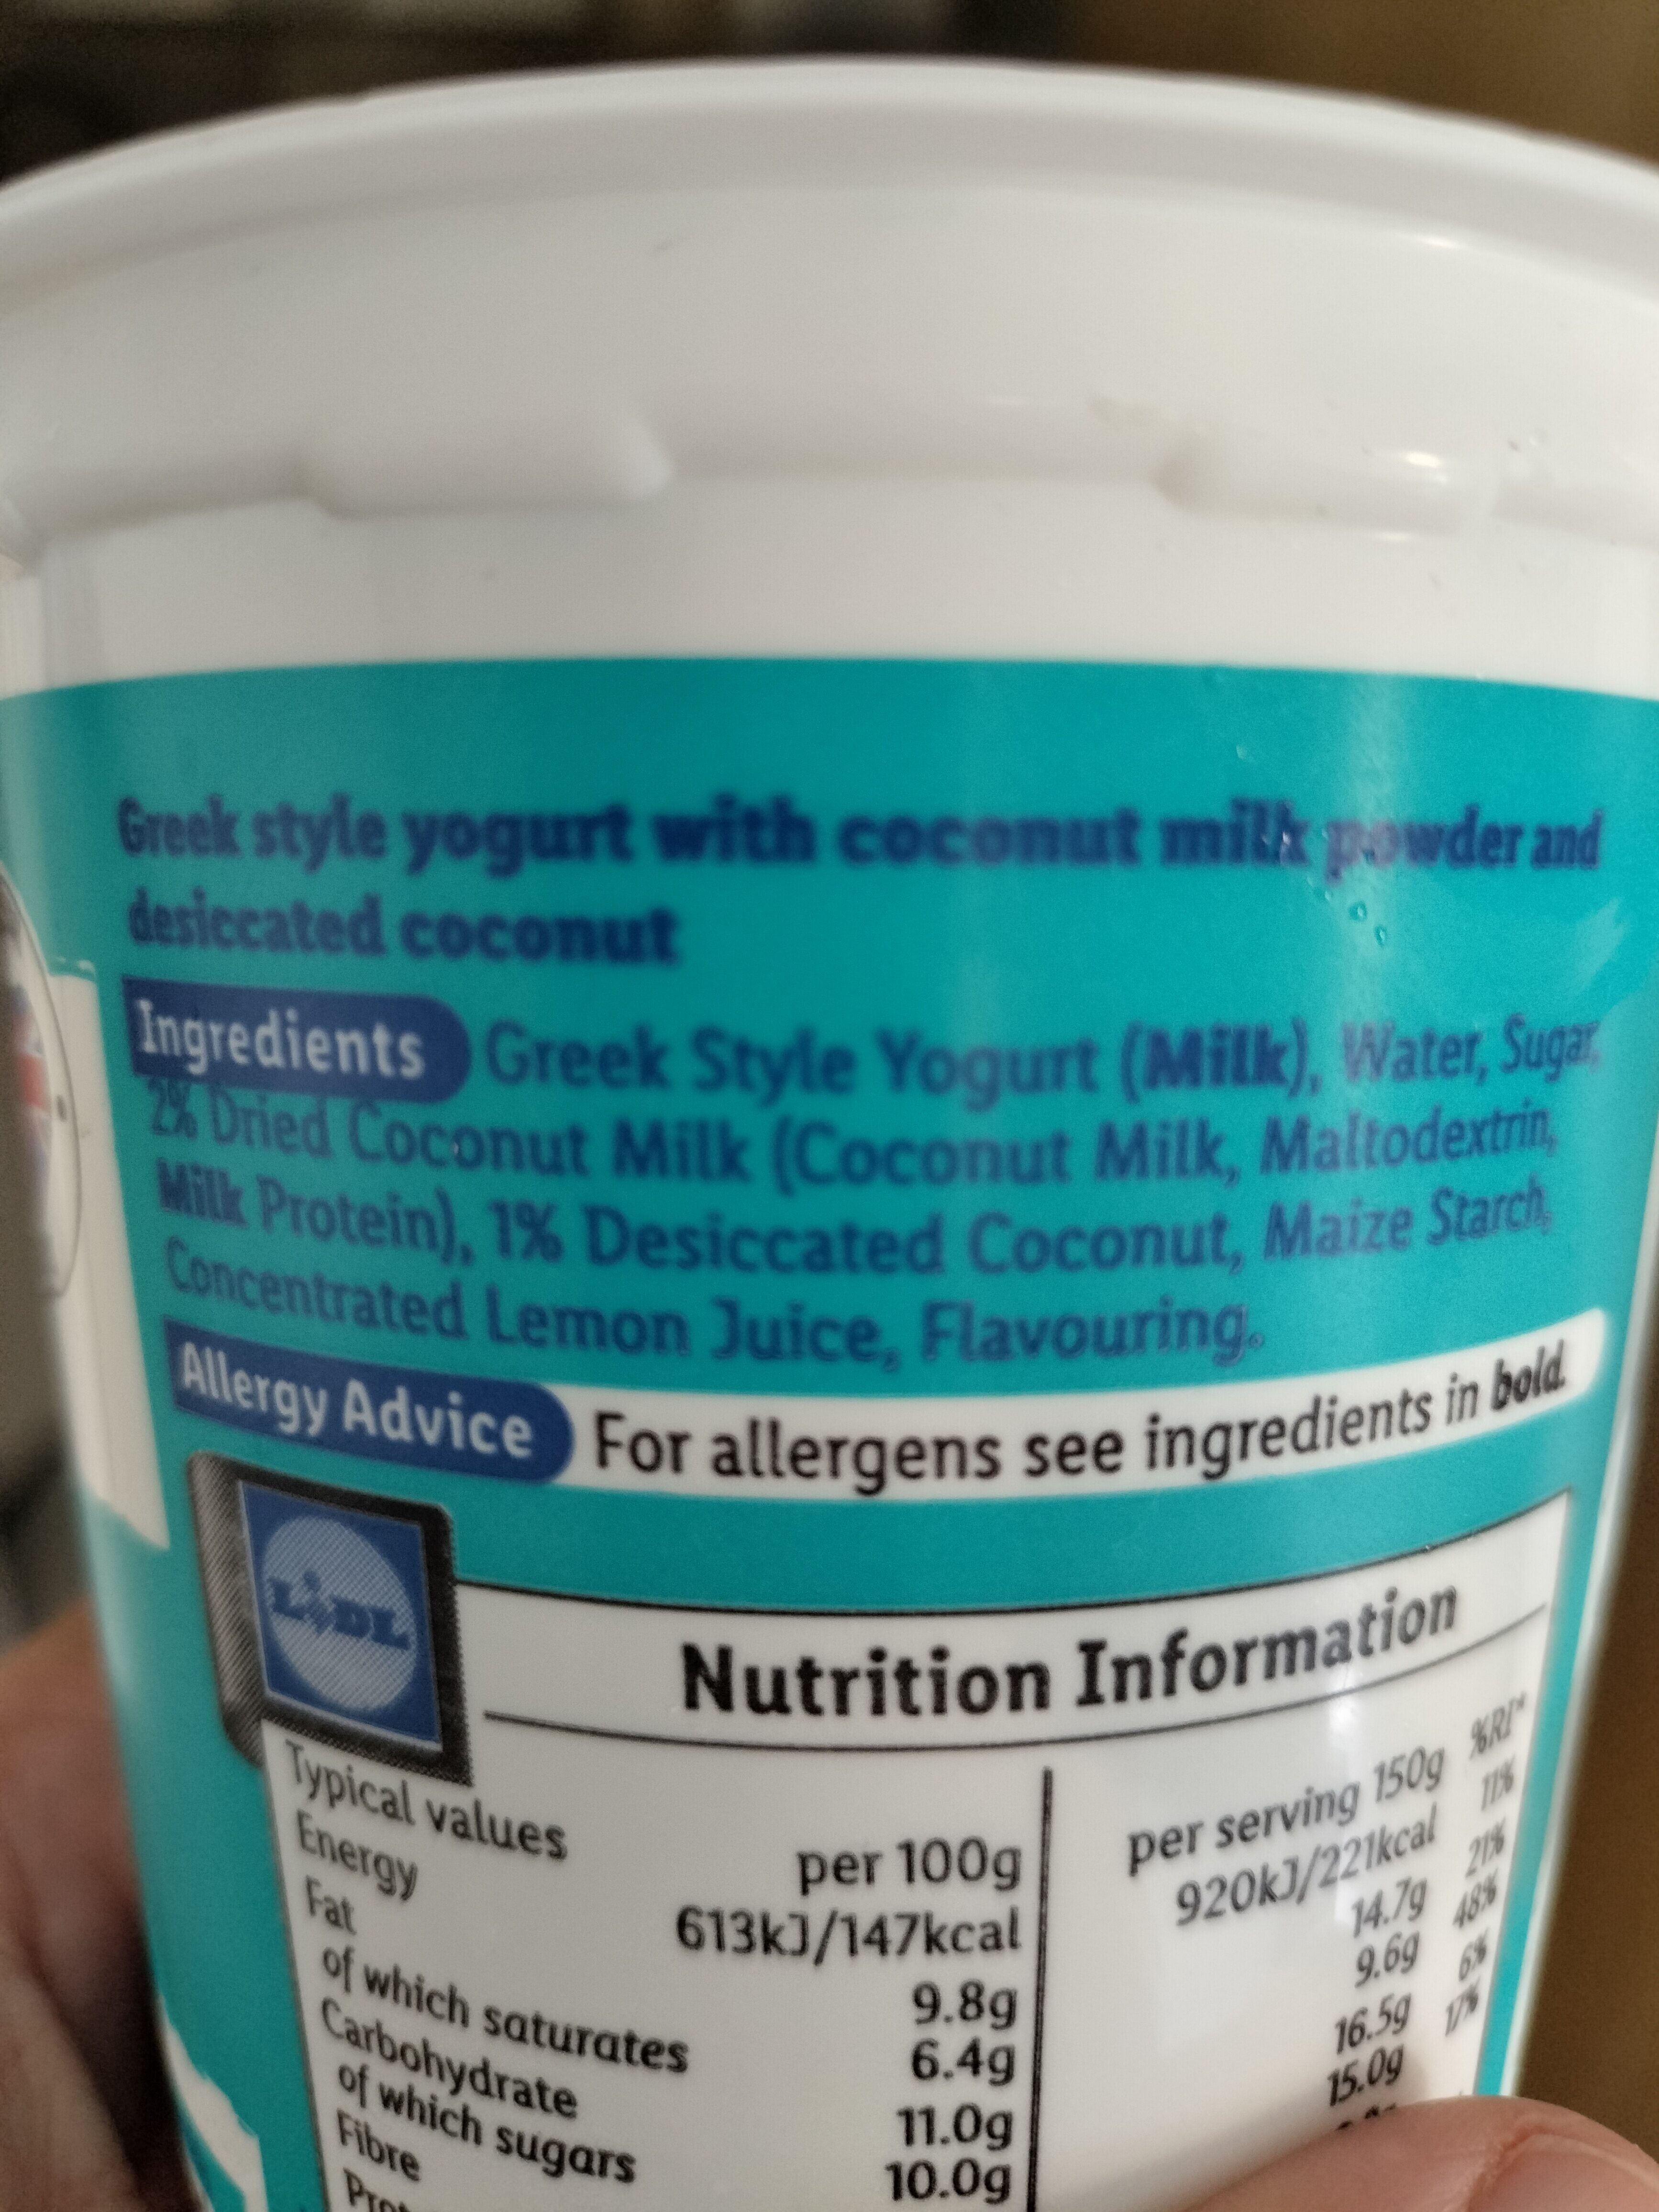 Greek style yogurt with coconut milk powder and
desiccated coconut
Ingredients Greek Style Yogurt (Milk), Water, Sugar,
2% Dried Coconut Milk (Coconut Milk, Maltodextrin,
Milk Protein), 1% Desiccated Coconut, Maize Starch,
Concentrated Lemon Juice, Flavouring.
Allergy Advice For allergens see ingredients in bold.
LIDL
Nutrition Information
Typical values per 100g per serving 150g %RI*
Energy 613kJ/147kcal 920kJ/221kcal 11%
Fat 9.8g 14.7g 21%
of which saturates 6.4g 9.6g 48%
Carbohydrate 11.0g 16.5g 6%
of which sugars 10.0g 15.0g 17%
Fibre